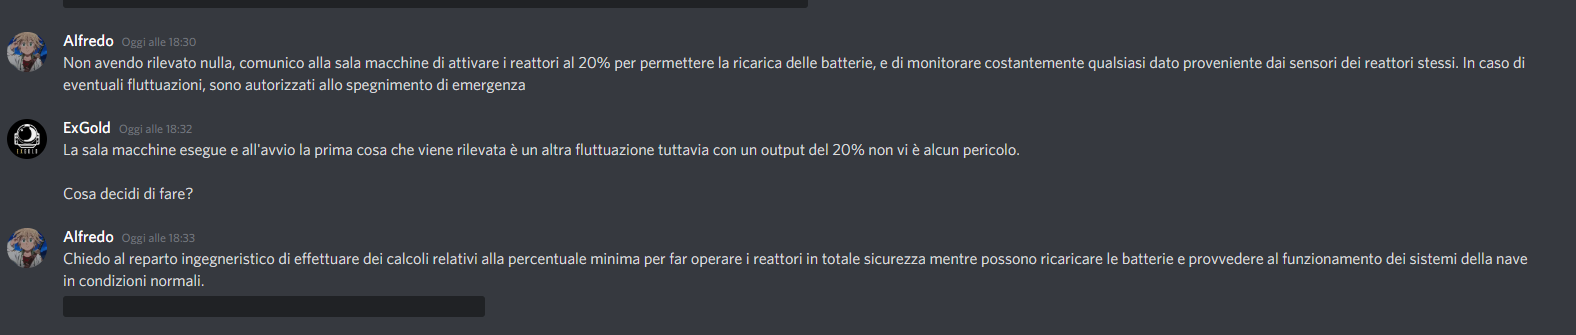 Alfredo Oggi alle 18:30
Non avendo rilevato nulla, comunico alla sala macchine di attivare i reattori al 20% per permettere la ricarica delle batterie, e di monitorare costantemente qualsiasi dato proveniente dai sensori dei reattori stessi. In caso di
eventuali fluttuazioni, sono autorizzati allo spegnimento di emergenza
ExGold Oggi alle 18:32
La sala macchine esegue e all'avvio la prima cosa che viene rilevata è un altra fluttuazione tuttavia con un output del 20% non vi è alcun pericolo.
Cosa decidi di fare?
Alfredo Oggi alle 18:33
Chiedo al reparto ingegneristico di effettuare dei calcoli relativi alla percentuale minima per far operare i reattori in totale sicurezza mentre possono ricaricare le batterie e provvedere al funzionamento dei sistemi della nave
in condizioni normali.